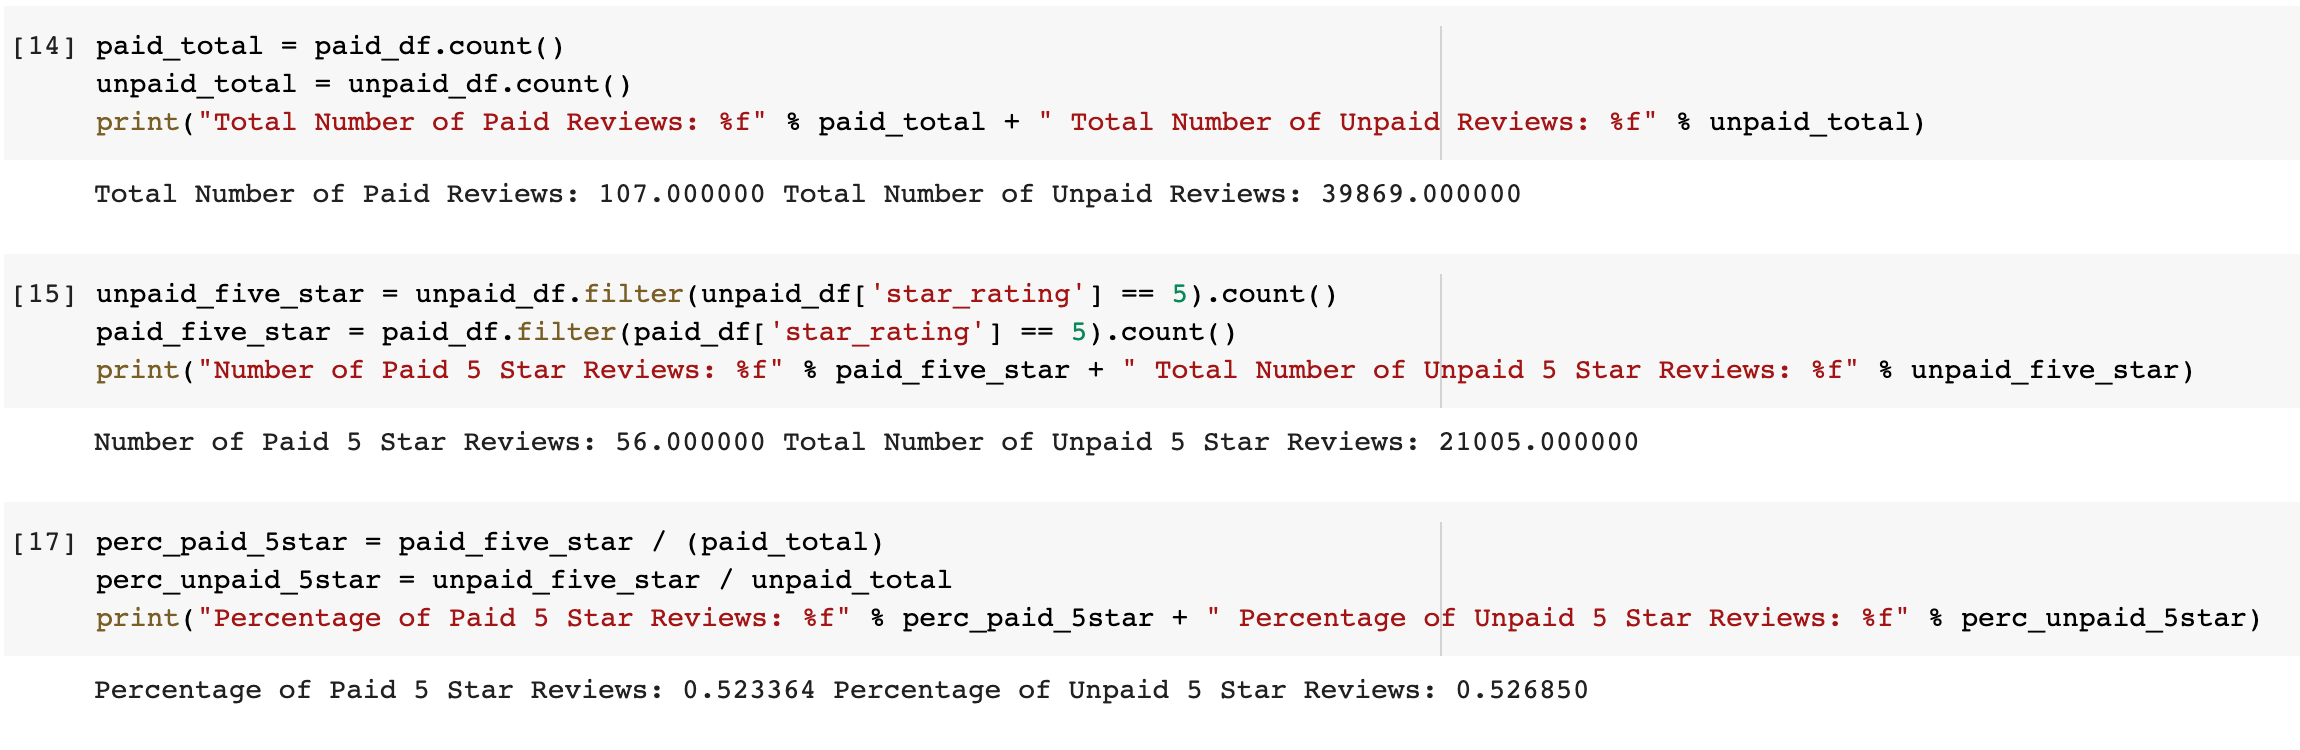 [14] paid_total = paid_df.count()
unpaid_total = unpaid_df.count()
print("Total Number of Paid Reviews: %f" % paid_total + " Total Number of Unpaid Reviews: %f" % unpaid_total)
Total Number of Paid Reviews: 107.000000 Total Number of Unpaid Reviews: 39869.000000
[15] unpaid_five_star = unpaid_df.filter(unpaid_df['star_rating'] == 5).count()
paid_five_star = paid_df.filter(paid_df['star_rating'] == 5).count()
print("Number of Paid 5 Star Reviews: %f" % paid_five_star + " Total Number of Unpaid 5 Star Reviews: %f" % unpaid_five_star)
Number of Paid 5 Star Reviews: 56.000000 Total Number of Unpaid 5 Star Reviews: 21005.000000
[17] perc_paid_5star = paid_five_star / (paid_total)
perc_unpaid_5star = unpaid_five_star / unpaid_total
print("Percentage of Paid 5 Star Reviews: %f" % perc_paid_5star + " Percentage of Unpaid 5 Star Reviews: %f" % perc_unpaid_5star)
Percentage of Paid 5 Star Reviews: 0.523364 Percentage of Unpaid 5 Star Reviews: 0.526850